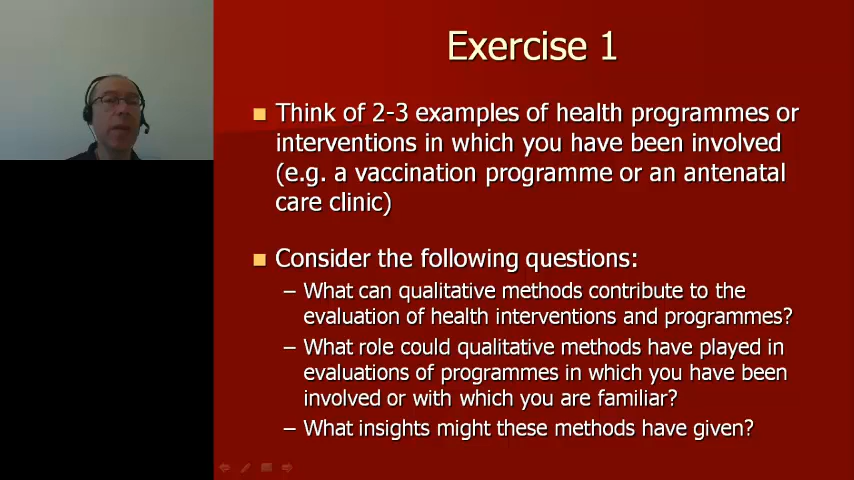 Exercise 1
Think of 2-3 examples of health programmes or
interventions in which you have been involved
(e.g. a vaccination programme or an antenatal
care clinic)
Consider the following questions:
– What can qualitative methods contribute to the
evaluation of health interventions and programmes?
– What role could qualitative methods have played in
evaluations of programmes in which you have been
involved or with which you are familiar?
– What insights might these methods have given?